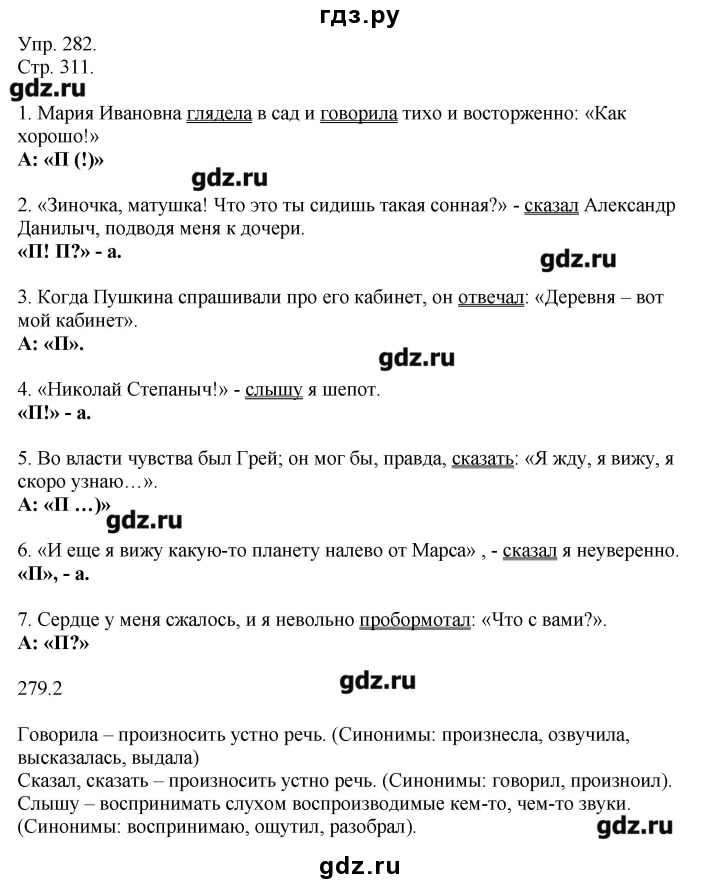 гдз.ру
Упр. 282.
Стр. 311.
gdz.ru
1. Мария Ивановна глядела в сад и говорила тихо и восторженно: «Как
хорошо!»
А: «П (!)»
gdz.ru
2. «Зиночка, матушка! Что это ты сидишь такая сонная?» - сказал Александр
Данилыч, подводя меня к дочери.
«П! П?» - а.
gdz.ru
3. Когда Пушкина спрашивали про его кабинет, он отвечал: «Деревня – вот
мой кабинет».
А: «П».
gdz.ru
4. «Николай Степаныч!» - слышу я шепот.
«П!» - а.
5. Во власти чувства был Грей; он мог бы, правда, сказать: «Я жду, я вижу, я
скоро узнаю…».
А: «П …)»
gdz.ru
6. «И еще я вижу какую-то планету налево от Марса» , - сказал я неуверенно.
«П», - а.
7. Сердце у меня сжалось, и я невольно пробормотал: «Что с вами?».
А: «П?»
gdz.ru
279.2
Говорила – произносить устно речь. (Синонимы: произнесла, озвучила,
высказалась, выдала)
Сказал, сказать – произносить устно речь. (Синонимы: говорил, произноил).
Слышу – воспринимать слухом воспроизводимые кем-то, чем-то звуки.
(Синонимы: воспринимаю, ощутил, разобрал).
gdz.ru
gdz.ru